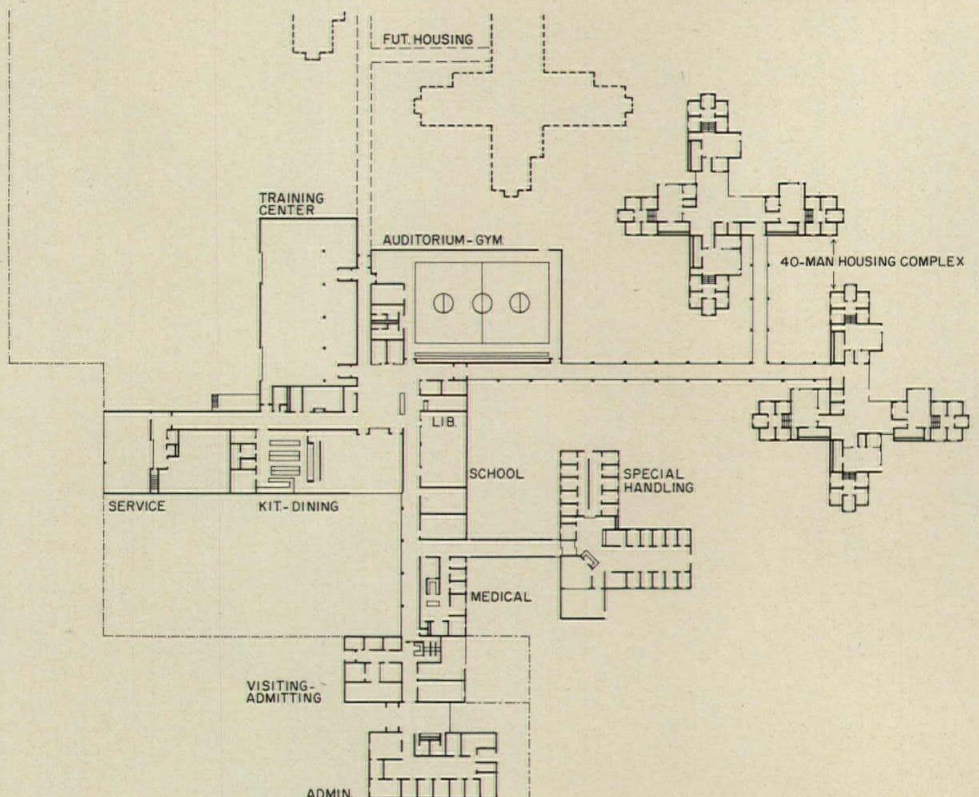 FUT. HOUSING
TRAINING
CENTER
AUDITORIUM-GYM.
40-MAN HOUSING COMPLEX
LIB.
SCHOOL
SPECIAL
HANDLING
SERVICE
KIT.-DINING
MEDICAL
VISITING-
ADMITTING
ADMIN.